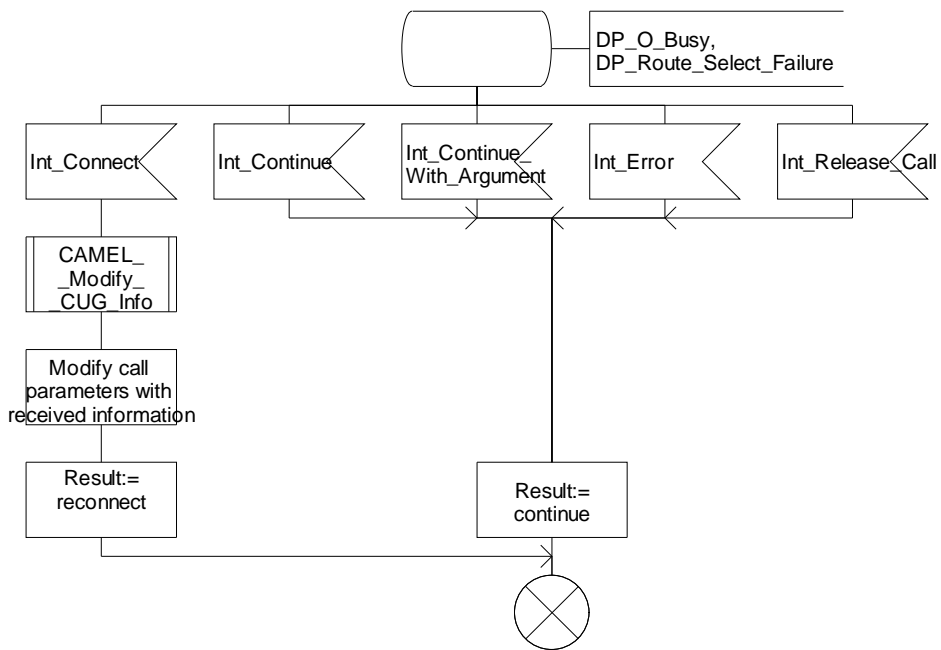 DP_O_Busy,
DP_Route_Select_Failure
Int_Connect
Int_Continue
Int_Continue_
With_Argument
Int_Error
Int_Release_Call
CAMEL_
_Modify_
_CUG_Info
Modify call
parameters with
received information
Result:=
reconnect
Result:=
continue